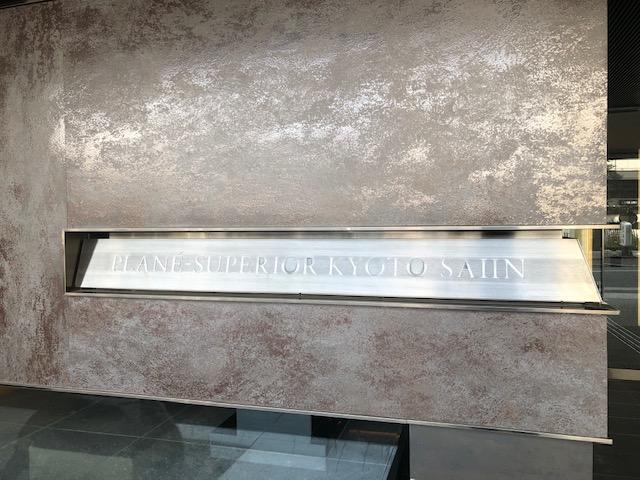 PLANÉ-SUPERIOR KYOTO SAIIN